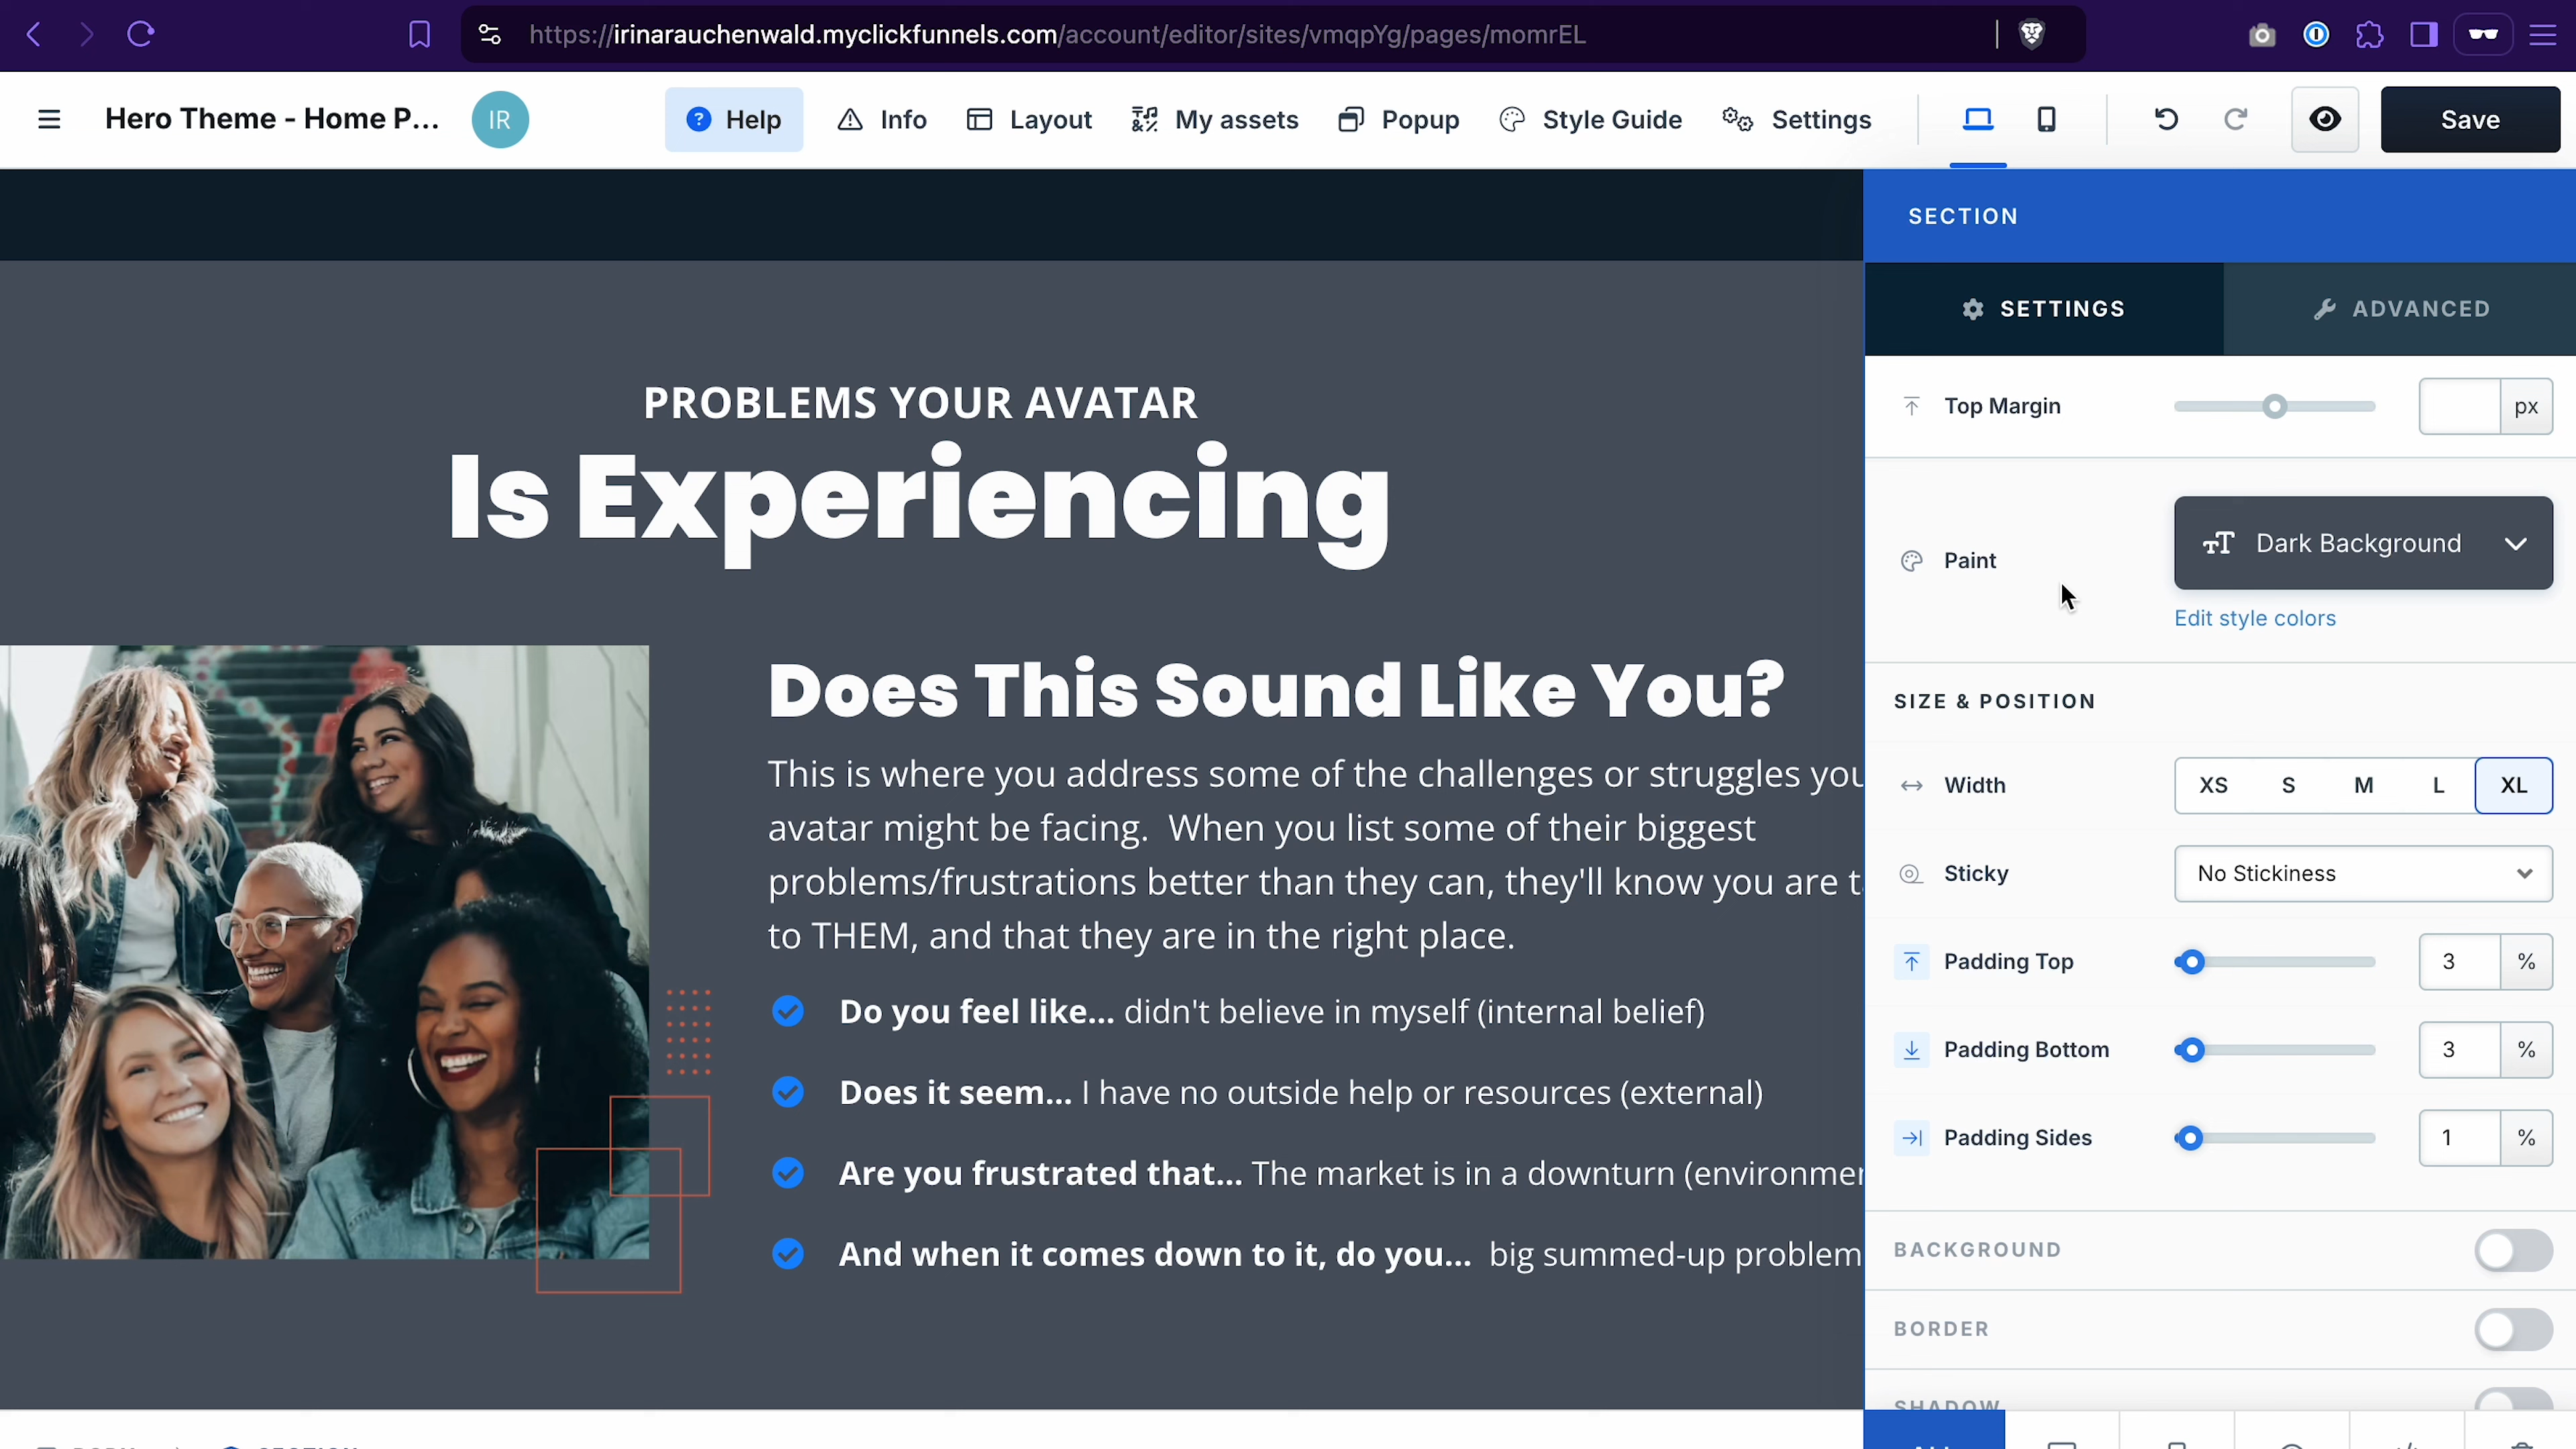 https://irinarauchenwald.myclickfunnels.com/account/editor/sites/vmqpYg/pages/momrEL
Hero Theme - Home P...
IR
Help
Info
Layout
My assets
Popup
Style Guide
Settings
Save
SECTION
SETTINGS
ADVANCED
Top Margin
px
Paint
Dark Background
Edit style colors
SIZE & POSITION
Width
XS S M L XL
Sticky
No Stickiness
Padding Top
3 %
Padding Bottom
3 %
Padding Sides
1 %
BACKGROUND
BORDER
SHADOW
PROBLEMS YOUR AVATAR
Is Experiencing
Does This Sound Like You?
This is where you address some of the challenges or struggles you
avatar might be facing.  When you list some of their biggest
problems/frustrations better than they can, they'll know you are t
to THEM, and that they are in the right place.
Do you feel like... didn't believe in myself (internal belief)
Does it seem... I have no outside help or resources (external)
Are you frustrated that... The market is in a downturn (environmen
And when it comes down to it, do you...  big summed-up problem